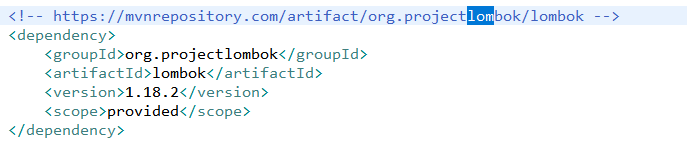 <!-- https://mvnrepository.com/artifact/org.projectlombok/lombok -->
<dependency>
    <groupId>org.projectlombok</groupId>
    <artifactId>lombok</artifactId>
    <version>1.18.2</version>
    <scope>provided</scope>
</dependency>